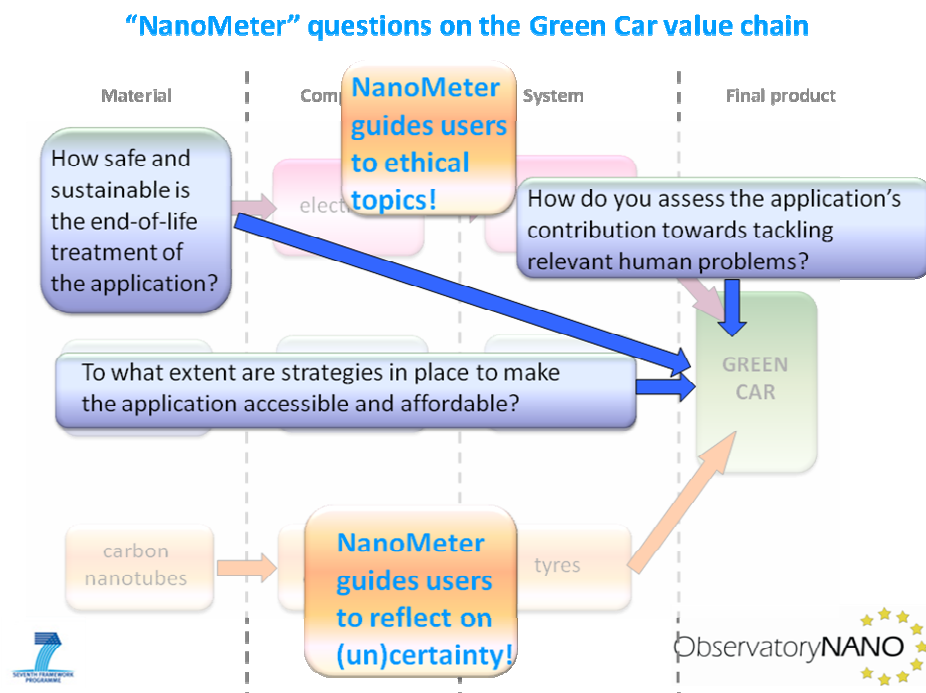 “NanoMeter” questions on the Green Car value chain
Material
Comp
System
Final product
NanoMeter
guides users
to ethical
topics!
How safe and
sustainable is
the end-of-life
treatment of
the application?
elect
How do you assess the application’s
contribution towards tackling
relevant human problems?
To what extent are strategies in place to make
the application accessible and affordable?
GREEN
CAR
carbon
nanotubes
NanoMeter
guides users
to reflect on
(un)certainty!
tyres
7
SEVENTH FRAMEWORK
PROGRAMME
ObservatoryNANO